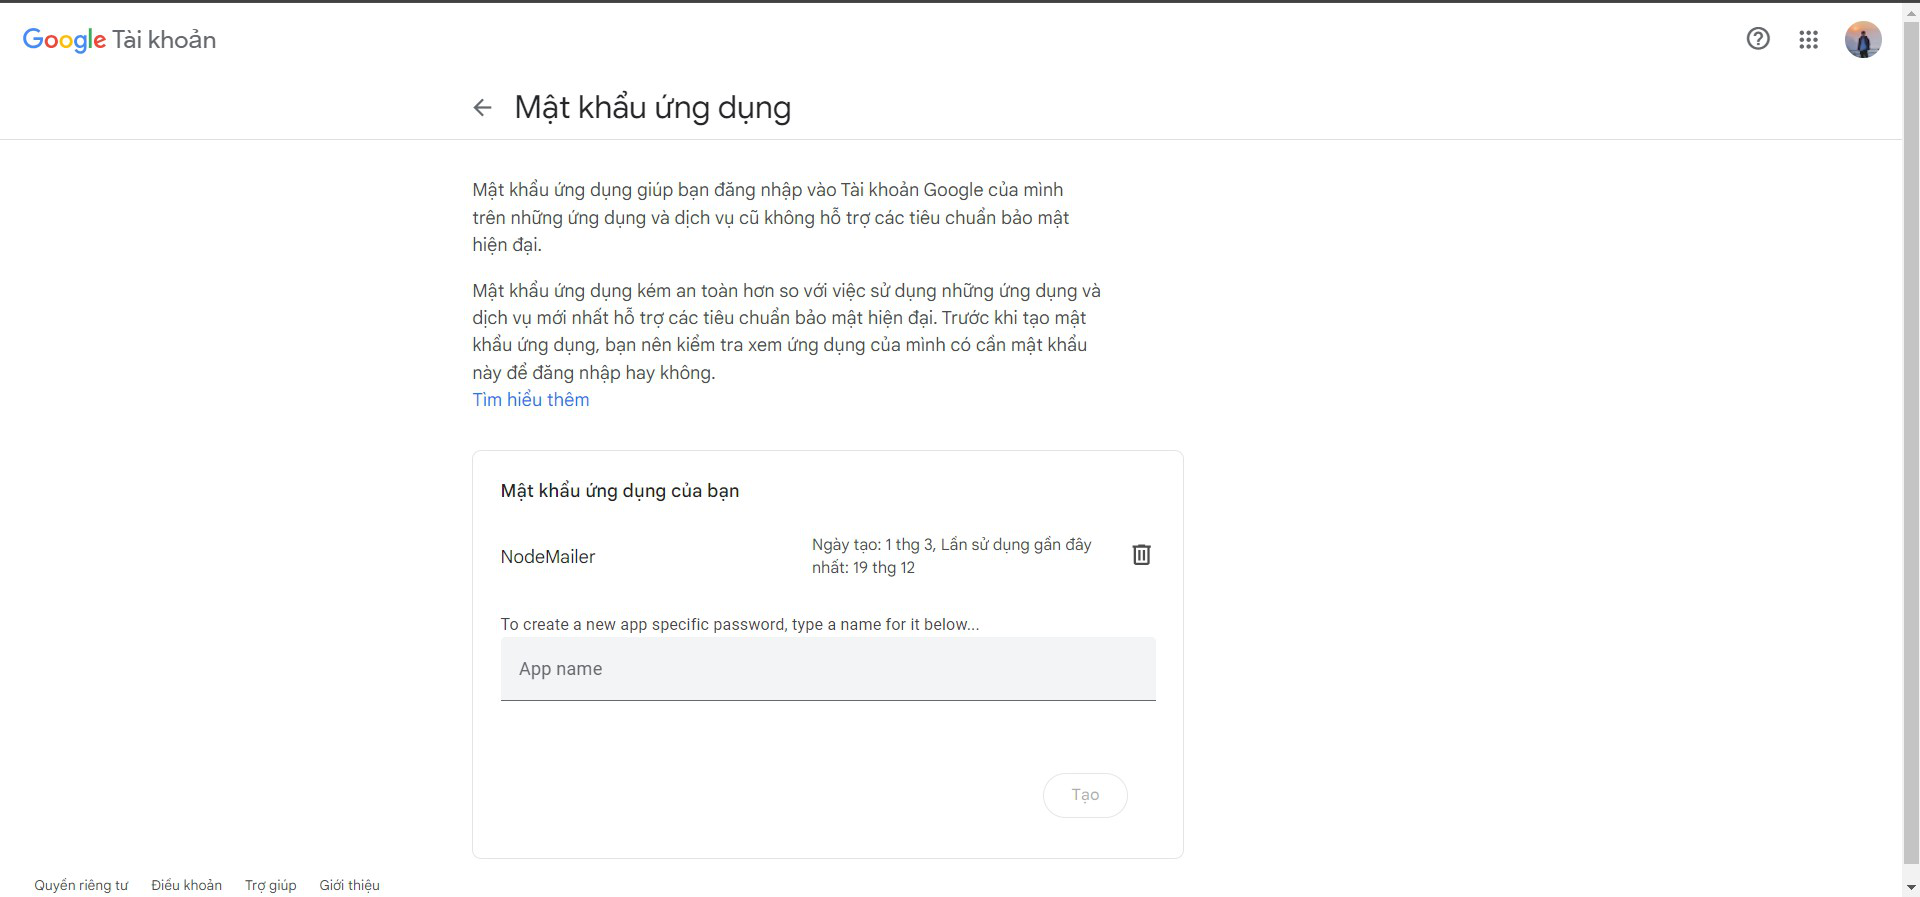 Google Tài khoản
Mật khẩu ứng dụng
Mật khẩu ứng dụng giúp bạn đăng nhập vào Tài khoản Google của mình
trên những ứng dụng và dịch vụ cũ không hỗ trợ các tiêu chuẩn bảo mật
hiện đại.
Mật khẩu ứng dụng kém an toàn hơn so với việc sử dụng những ứng dụng và
dịch vụ mới nhất hỗ trợ các tiêu chuẩn bảo mật hiện đại. Trước khi tạo mật
khẩu ứng dụng, bạn nên kiểm tra xem ứng dụng của mình có cần mật khẩu
này để đăng nhập hay không.
Tìm hiểu thêm
Mật khẩu ứng dụng của bạn
NodeMailer
Ngày tạo: 1 thg 3, Lần sử dụng gần đây
nhất: 19 thg 12
To create a new app specific password, type a name for it below...
App name
Tạo
Quyền riêng tư Điều khoản Trợ giúp Giới thiệu